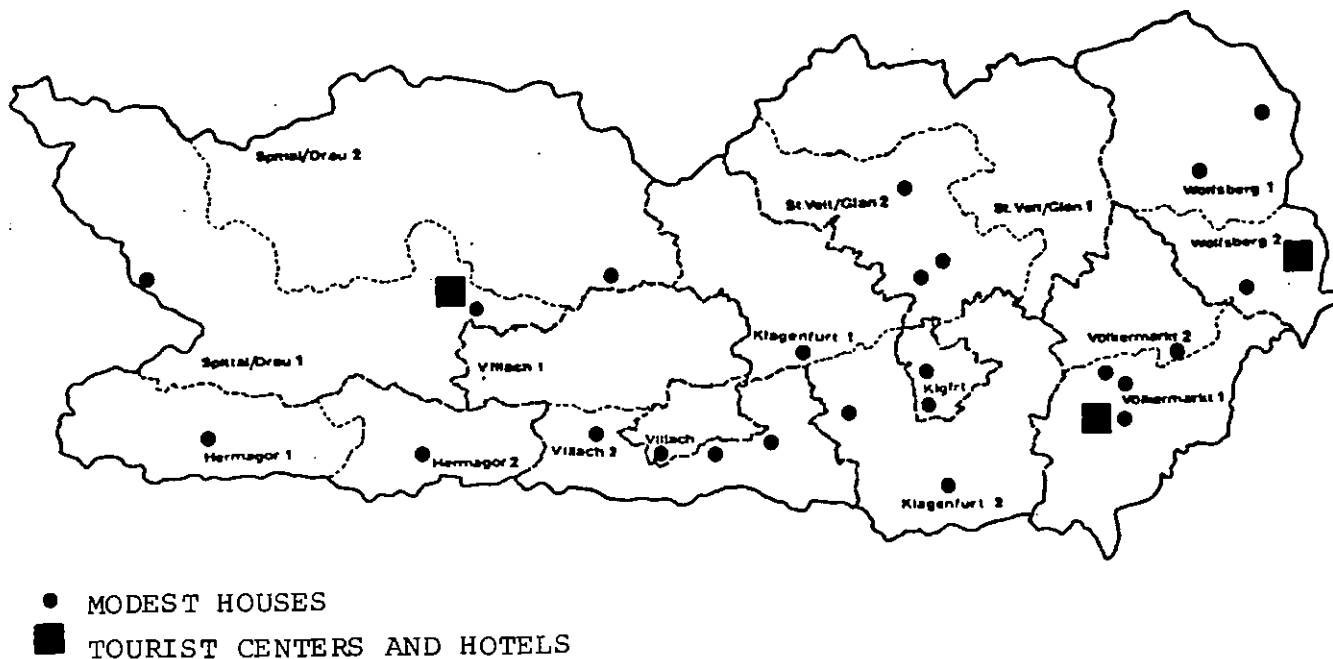 Spittal/Drau 2
Wolfsberg 1
St.Veit/Glan 2
St.Veit/Glan 1
Wolfsberg 2
Klagenfurt 1
Völkermarkt 2
Spittal/Drau 1
Villach 1
Klgfrt
Völkermarkt 1
Villach
Villach 2
Hermagor 1
Hermagor 2
Klagenfurt 2
MODEST HOUSES
TOURIST CENTERS AND HOTELS